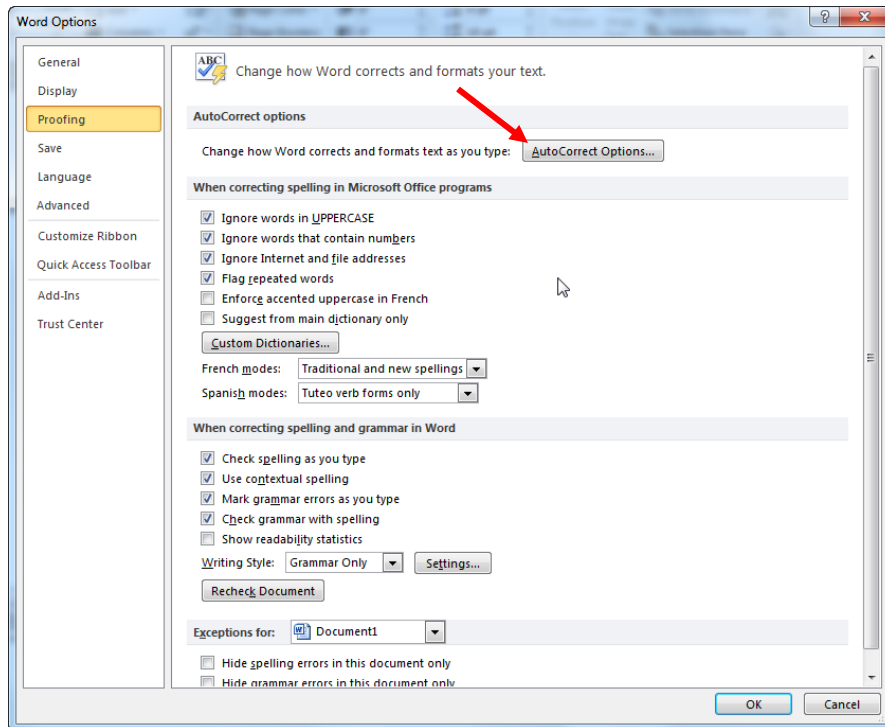 Word Options
General
Display
Proofing
Save
Language
Advanced
Customize Ribbon
Quick Access Toolbar
Add-Ins
Trust Center
ABC
Change how Word corrects and formats your text.
AutoCorrect options
Change how Word corrects and formats text as you type: AutoCorrect Options...
When correcting spelling in Microsoft Office programs
Ignore words in UPPERCASE
Ignore words that contain numbers
Ignore Internet and file addresses
Flag repeated words
Enforce accented uppercase in French
Suggest from main dictionary only
Custom Dictionaries...
French modes: Traditional and new spellings
Spanish modes: Tuteo verb forms only
When correcting spelling and grammar in Word
Check spelling as you type
Use contextual spelling
Mark grammar errors as you type
Check grammar with spelling
Show readability statistics
Writing Style: Grammar Only Settings...
Recheck Document
Exceptions for: Document1
Hide spelling errors in this document only
Hide grammar errors in this document only
OK Cancel